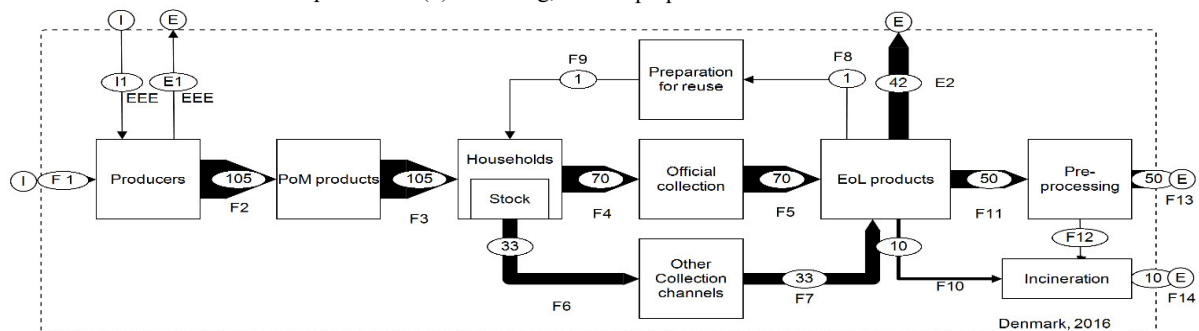 I
E
E
F9
F8
1
Preparation
for reuse
1
42
E2
I1
EEE
E1
EEE
I
F 1
Producers
105
F2
PoM products
105
F3
Households
Stock
70
F4
Official
collection
70
F5
EoL products
50
F11
Pre-
processing
50
E
F13
33
F6
Other
Collection
channels
33
F7
10
F10
F12
Incineration
10
E
F14
Denmark, 2016